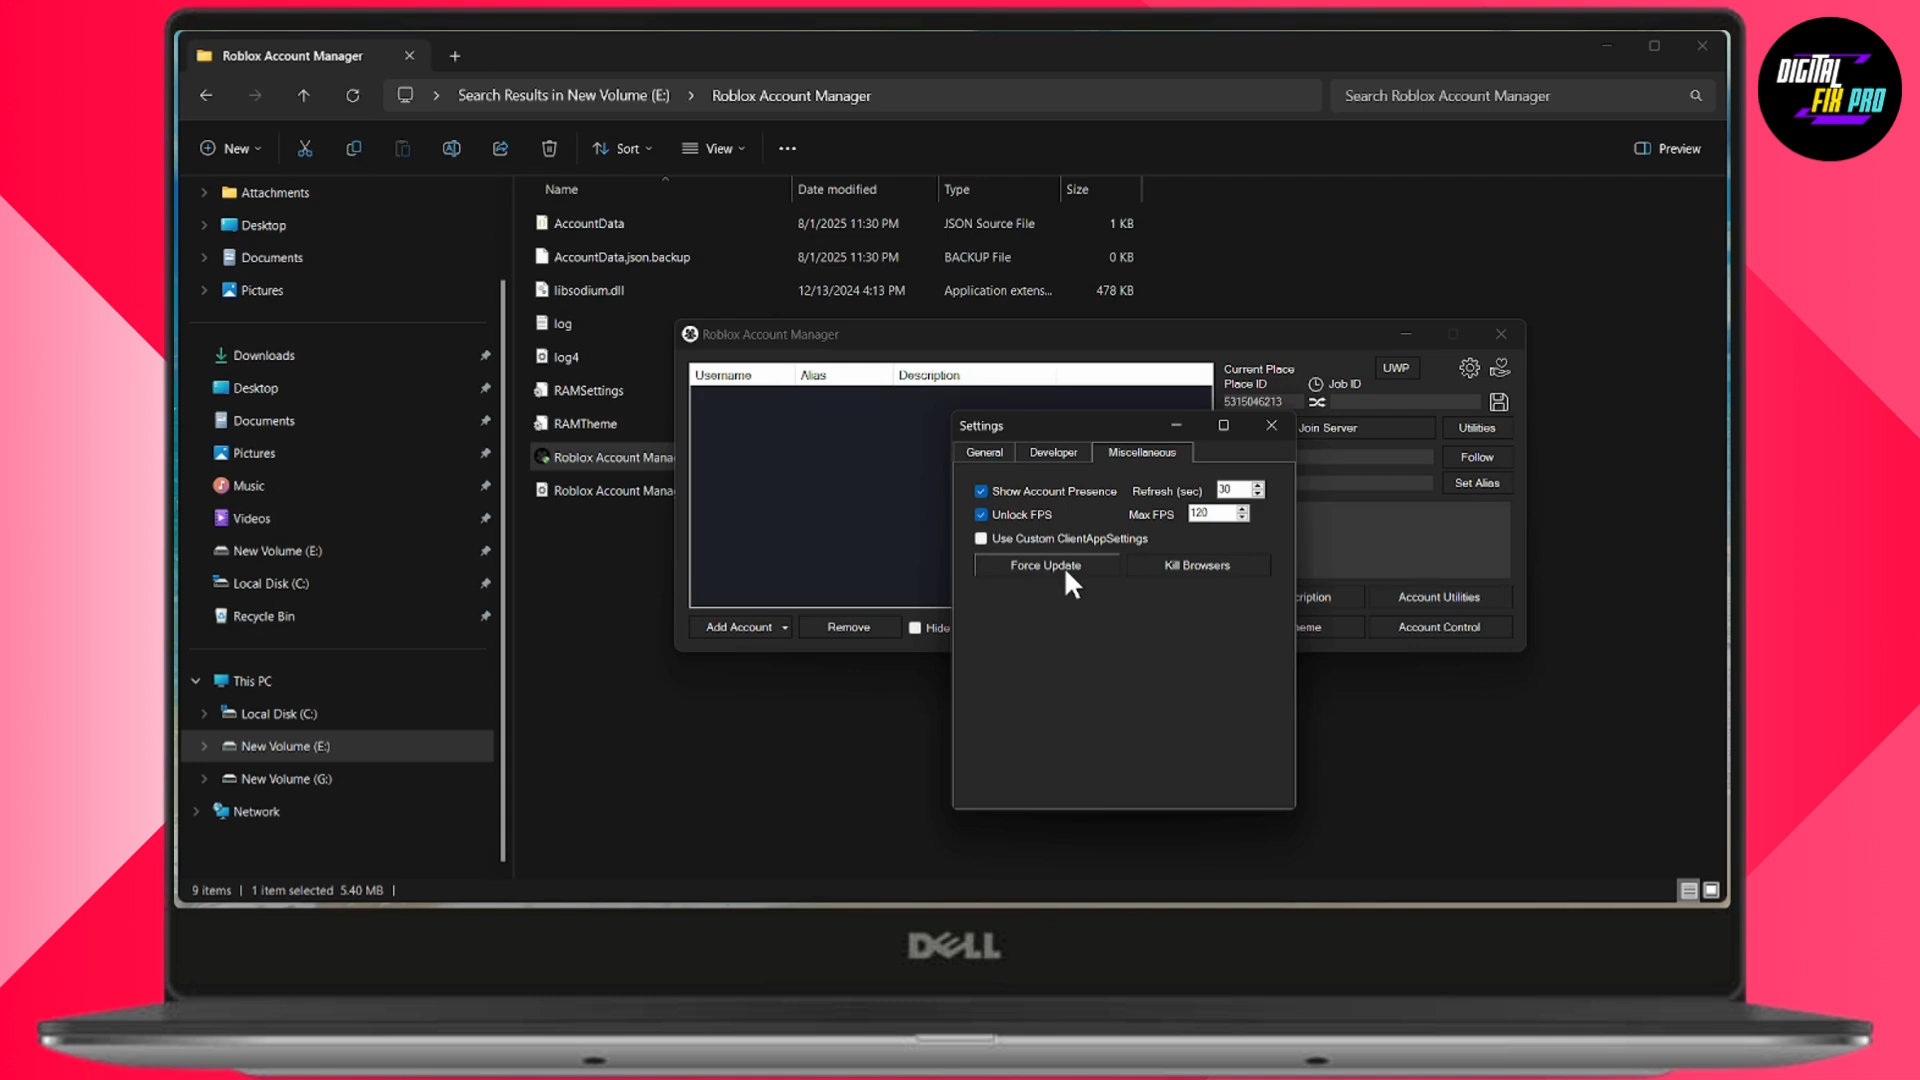 Roblox Account Manager
Search Results in New Volume (E:) > Roblox Account Manager
Search Roblox Account Manager
DIGITAL
FIX PRO
New
Sort
View
Preview
Attachments
Desktop
Documents
Pictures
Downloads
Desktop
Documents
Pictures
Music
Videos
New Volume (E:)
Local Disk (C:)
Recycle Bin
This PC
Local Disk (C:)
New Volume (E:)
New Volume (G:)
Network
Name Date modified Type Size
AccountData 8/1/2025 11:30 PM JSON Source File 1 KB
AccountData.json.backup 8/1/2025 11:30 PM BACKUP File 0 KB
libsodium.dll 12/13/2024 4:13 PM Application extens... 478 KB
log
log4
RAMSettings
RAMTheme
Roblox Account Mana
Roblox Account Mana
Roblox Account Manager
Username Alias Description
Current Place
Place ID
Job ID
UWP
5315046213
Join Server
Utilities
Follow
Set Alias
cription
Account Utilities
eme
Account Control
Add Account
Remove
Hide
Settings
General Developer Miscellaneous
Show Account Presence Refresh (sec) 30
Unlock FPS Max FPS 120
Use Custom ClientAppSettings
Force Update Kill Browsers
9 items | 1 item selected 5.40 MB |
DELL